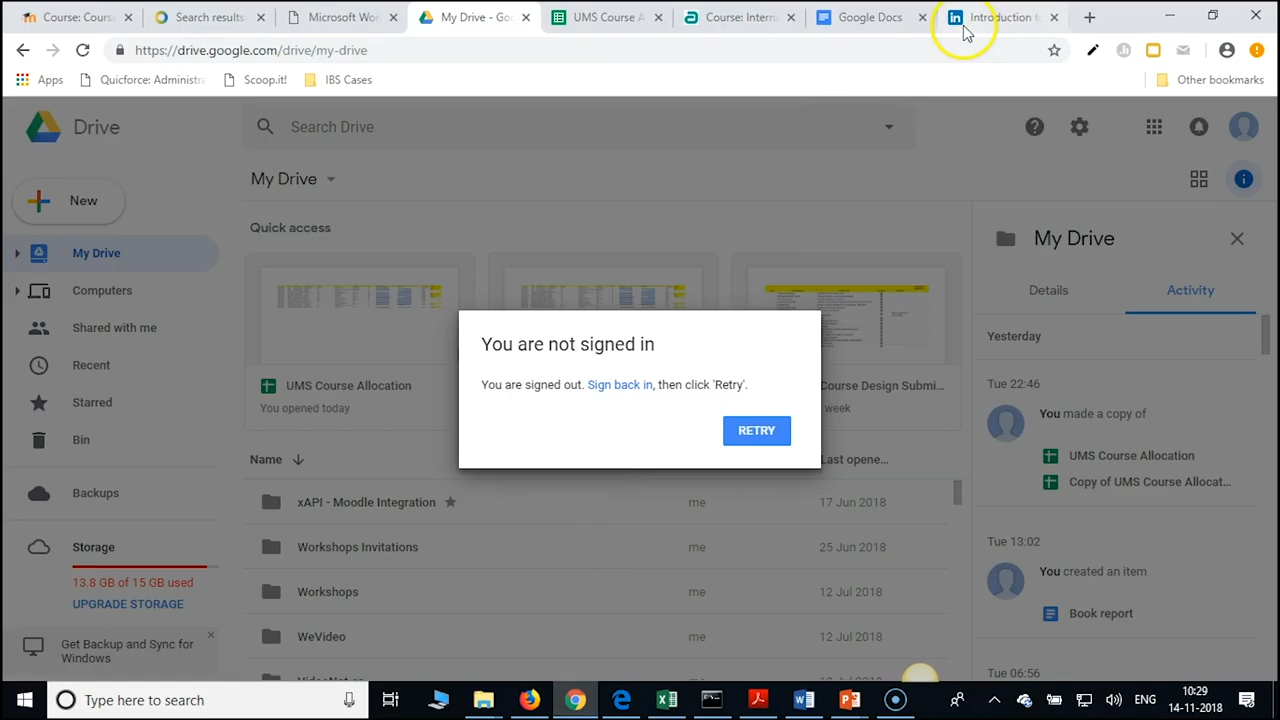 Course: Course
Search results:
Microsoft Wor
My Drive - Go
UMS Course A
Course: Intern
Google Docs
Introduction to
https://drive.google.com/drive/my-drive
Apps
Quicforce: Administra
Scoop.it!
IBS Cases
Other bookmarks
Drive
Search Drive
My Drive
New
Quick access
My Drive
My Drive
Computers
Details
Activity
Shared with me
Yesterday
You are not signed in
Recent
UMS Course Allocation
You are signed out. Sign back in, then click 'Retry'.
Course Design Submi...
Tue 22:46
You opened today
week
Starred
You made a copy of
RETRY
Bin
UMS Course Allocation
Name
Last opene...
Copy of UMS Course Allocat...
Backups
xAPI - Moodle Integration
me
17 Jun 2018
Storage
Workshops Invitations
me
25 Jun 2018
Tue 13:02
13.8 GB of 15 GB used
You created an item
UPGRADE STORAGE
Workshops
me
12 Jul 2018
Book report
Get Backup and Sync for
Windows
WeVideo
me
12 Jul 2018
Tue 06:56
Type here to search
ENG
10:29
14-11-2018